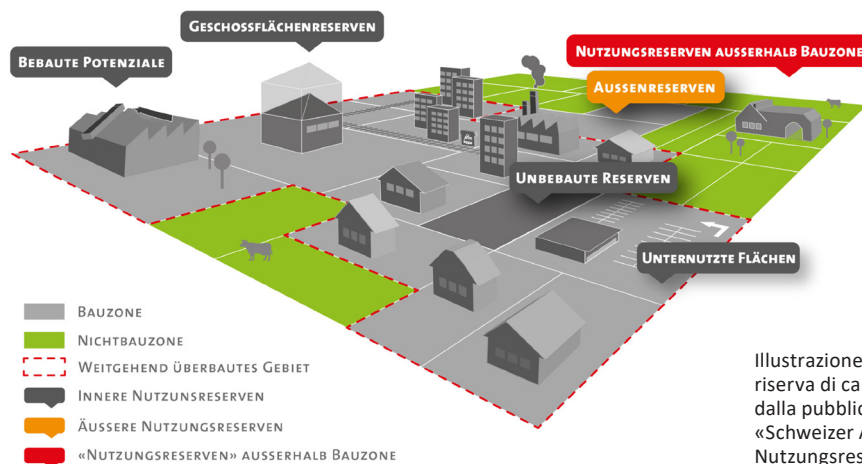 GESCHOSSFLÄCHENRESERVEN
BEBAUTE POTENZIALE
NUTZUNGSRESERVEN AUSSERHALB BAUZONE
AUSSENRESERVEN
UNBEBAUTE RESERVEN
UNTERNUTZTE FLÄCHEN
BAUZONE
NICHTBAUZONE
WEITGEHEND ÜBERBAUTES GEBIET
INNERE NUTZUNSRESERVEN
ÄUSSERE NUTZUNGSRESERVEN
«NUTZUNGSRESERVEN» AUSSERHALB BAUZONE
Illustrazione
riserva di ca
dalla pubblic
«Schweizer A
Nutzungsres